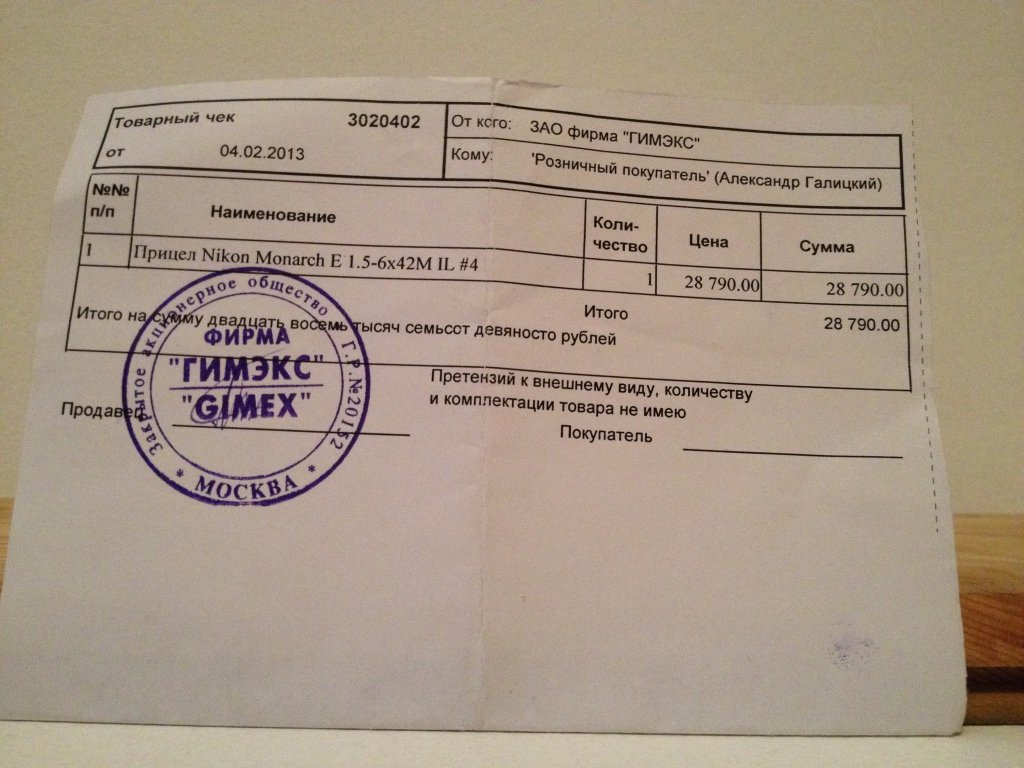 Товарный чек 3020402
от 04.02.2013
От кого: ЗАО фирма "ГИМЭКС"
Кому: 'Розничный покупатель' (Александр Галицкий)
№№ п/п Наименование Коли-чество Цена Сумма
1 Прицел Nikon Monarch E 1.5-6x42M IL #4 1 28 790.00 28 790.00
Итого 28 790.00
Итого на сумму двадцать восемь тысяч семьсот девяносто рублей
Претензий к внешнему виду, количеству
и комплектации товара не имею
Продавец
Покупатель
Закрытое акционерное общество * Г.Р.№20152
ФИРМА
"ГИМЭКС"
"GIMEX"
* МОСКВА *